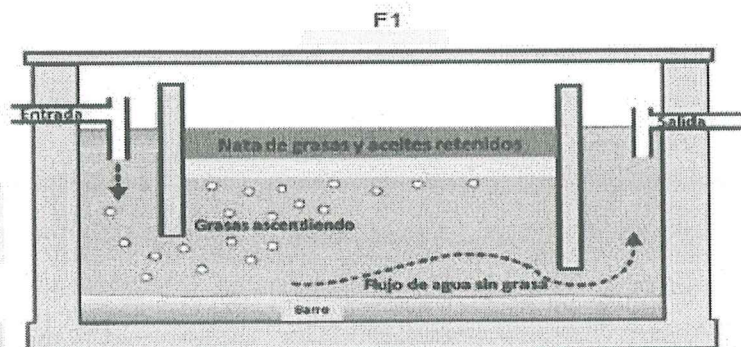 F1
Entrada
Salida
Nata de grasas y aceites retenidos
Grasas ascendiendo
Flujo de agua sin grasa
Barro